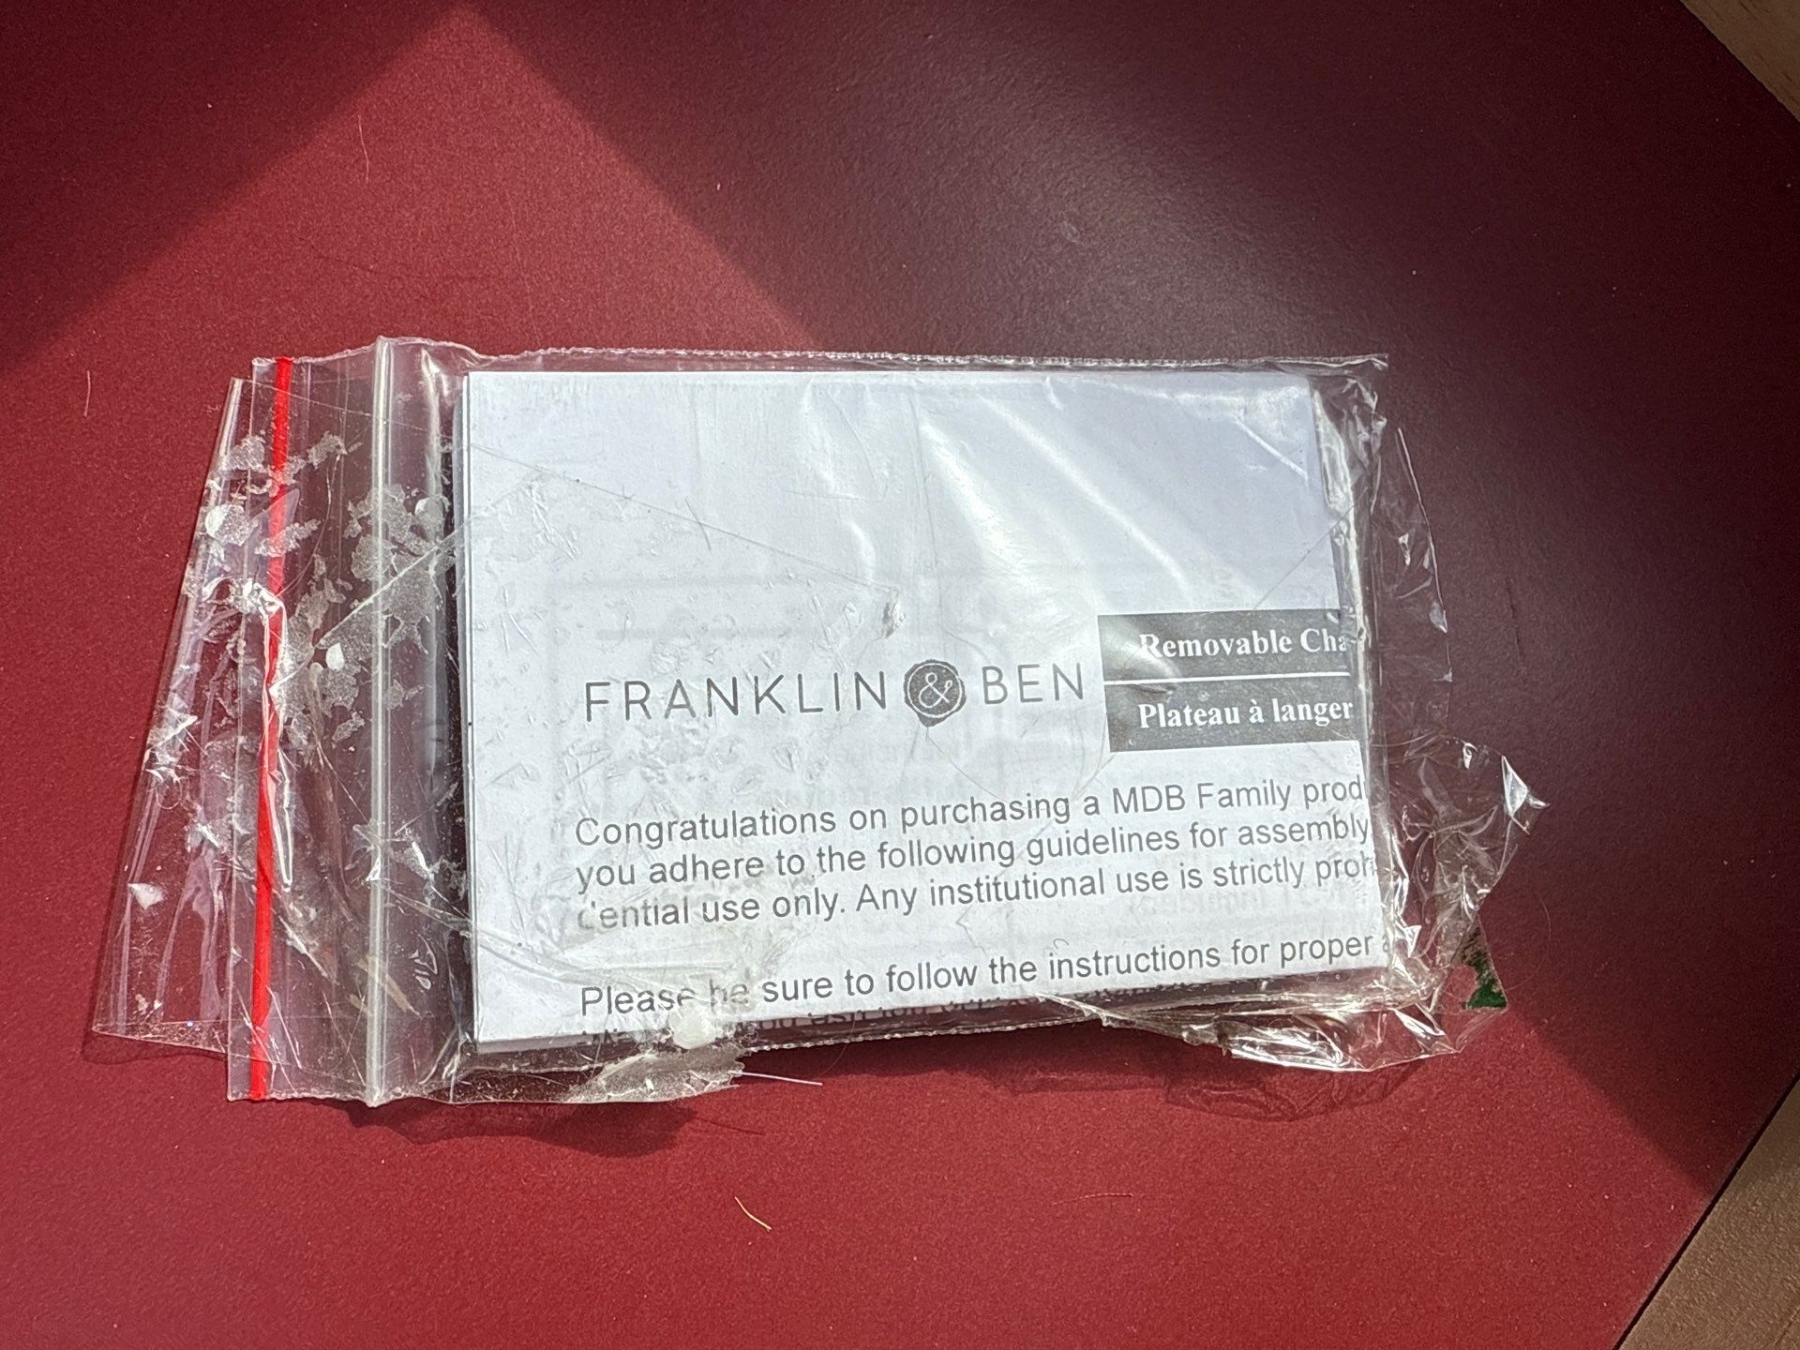 FRANKLIN & BEN
Removable Cha
Plateau à langer
Congratulations on purchasing a MDB Family prod
you adhere to the following guidelines for assembly
dential use only. Any institutional use is strictly proh
Please be sure to follow the instructions for proper